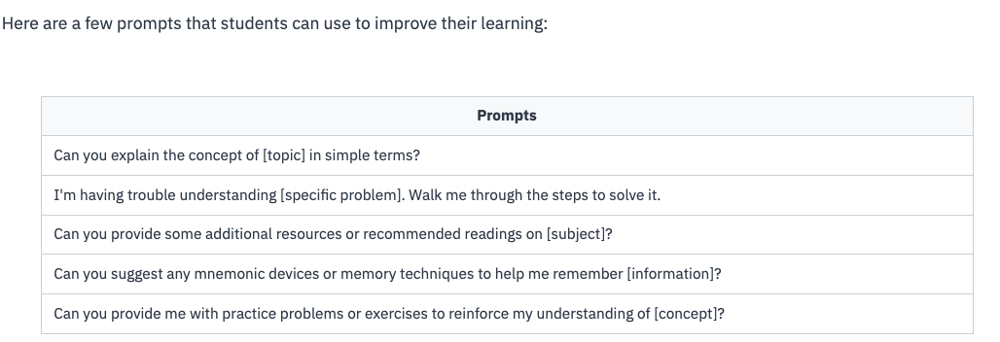 Here are a few prompts that students can use to improve their learning:
Prompts
Can you explain the concept of [topic] in simple terms?
I'm having trouble understanding [specific problem]. Walk me through the steps to solve it.
Can you provide some additional resources or recommended readings on [subject]?
Can you suggest any mnemonic devices or memory techniques to help me remember [information]?
Can you provide me with practice problems or exercises to reinforce my understanding of [concept]?